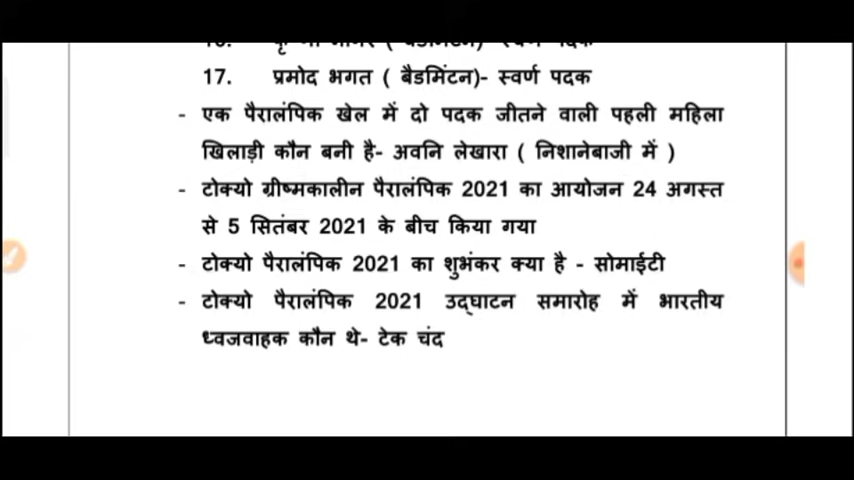 17. प्रमोद भगत ( बैडमिंटन)- स्वर्ण पदक
- एक पैरालंपिक खेल में दो पदक जीतने वाली पहली महिला
खिलाड़ी कौन बनी है- अवनि लेखारा ( निशानेबाजी में )
- टोक्यो ग्रीष्मकालीन पैरालंपिक 2021 का आयोजन 24 अगस्त
से 5 सितंबर 2021 के बीच किया गया
- टोक्यो पैरालंपिक 2021 का शुभंकर क्या है - सोमाईटी
- टोक्यो पैरालंपिक 2021 उद्घाटन समारोह में भारतीय
ध्वजवाहक कौन थे- टेक चंद